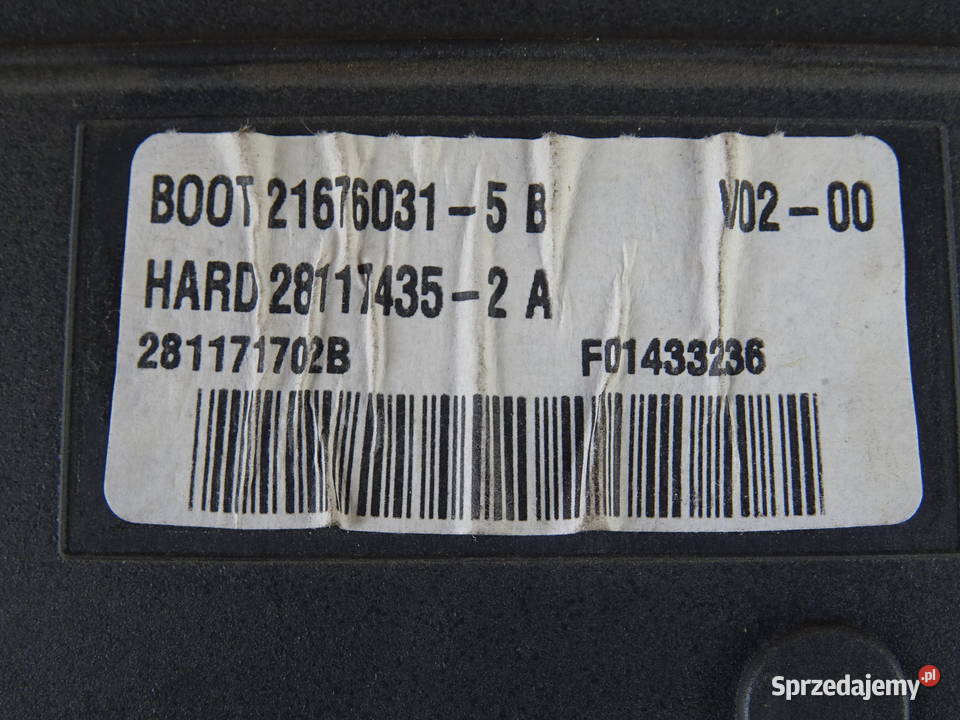 BOOT 21676031-5 B V02-00
HARD 28117435-2 A
281171702B F01433236
Sprzedajemy.pl